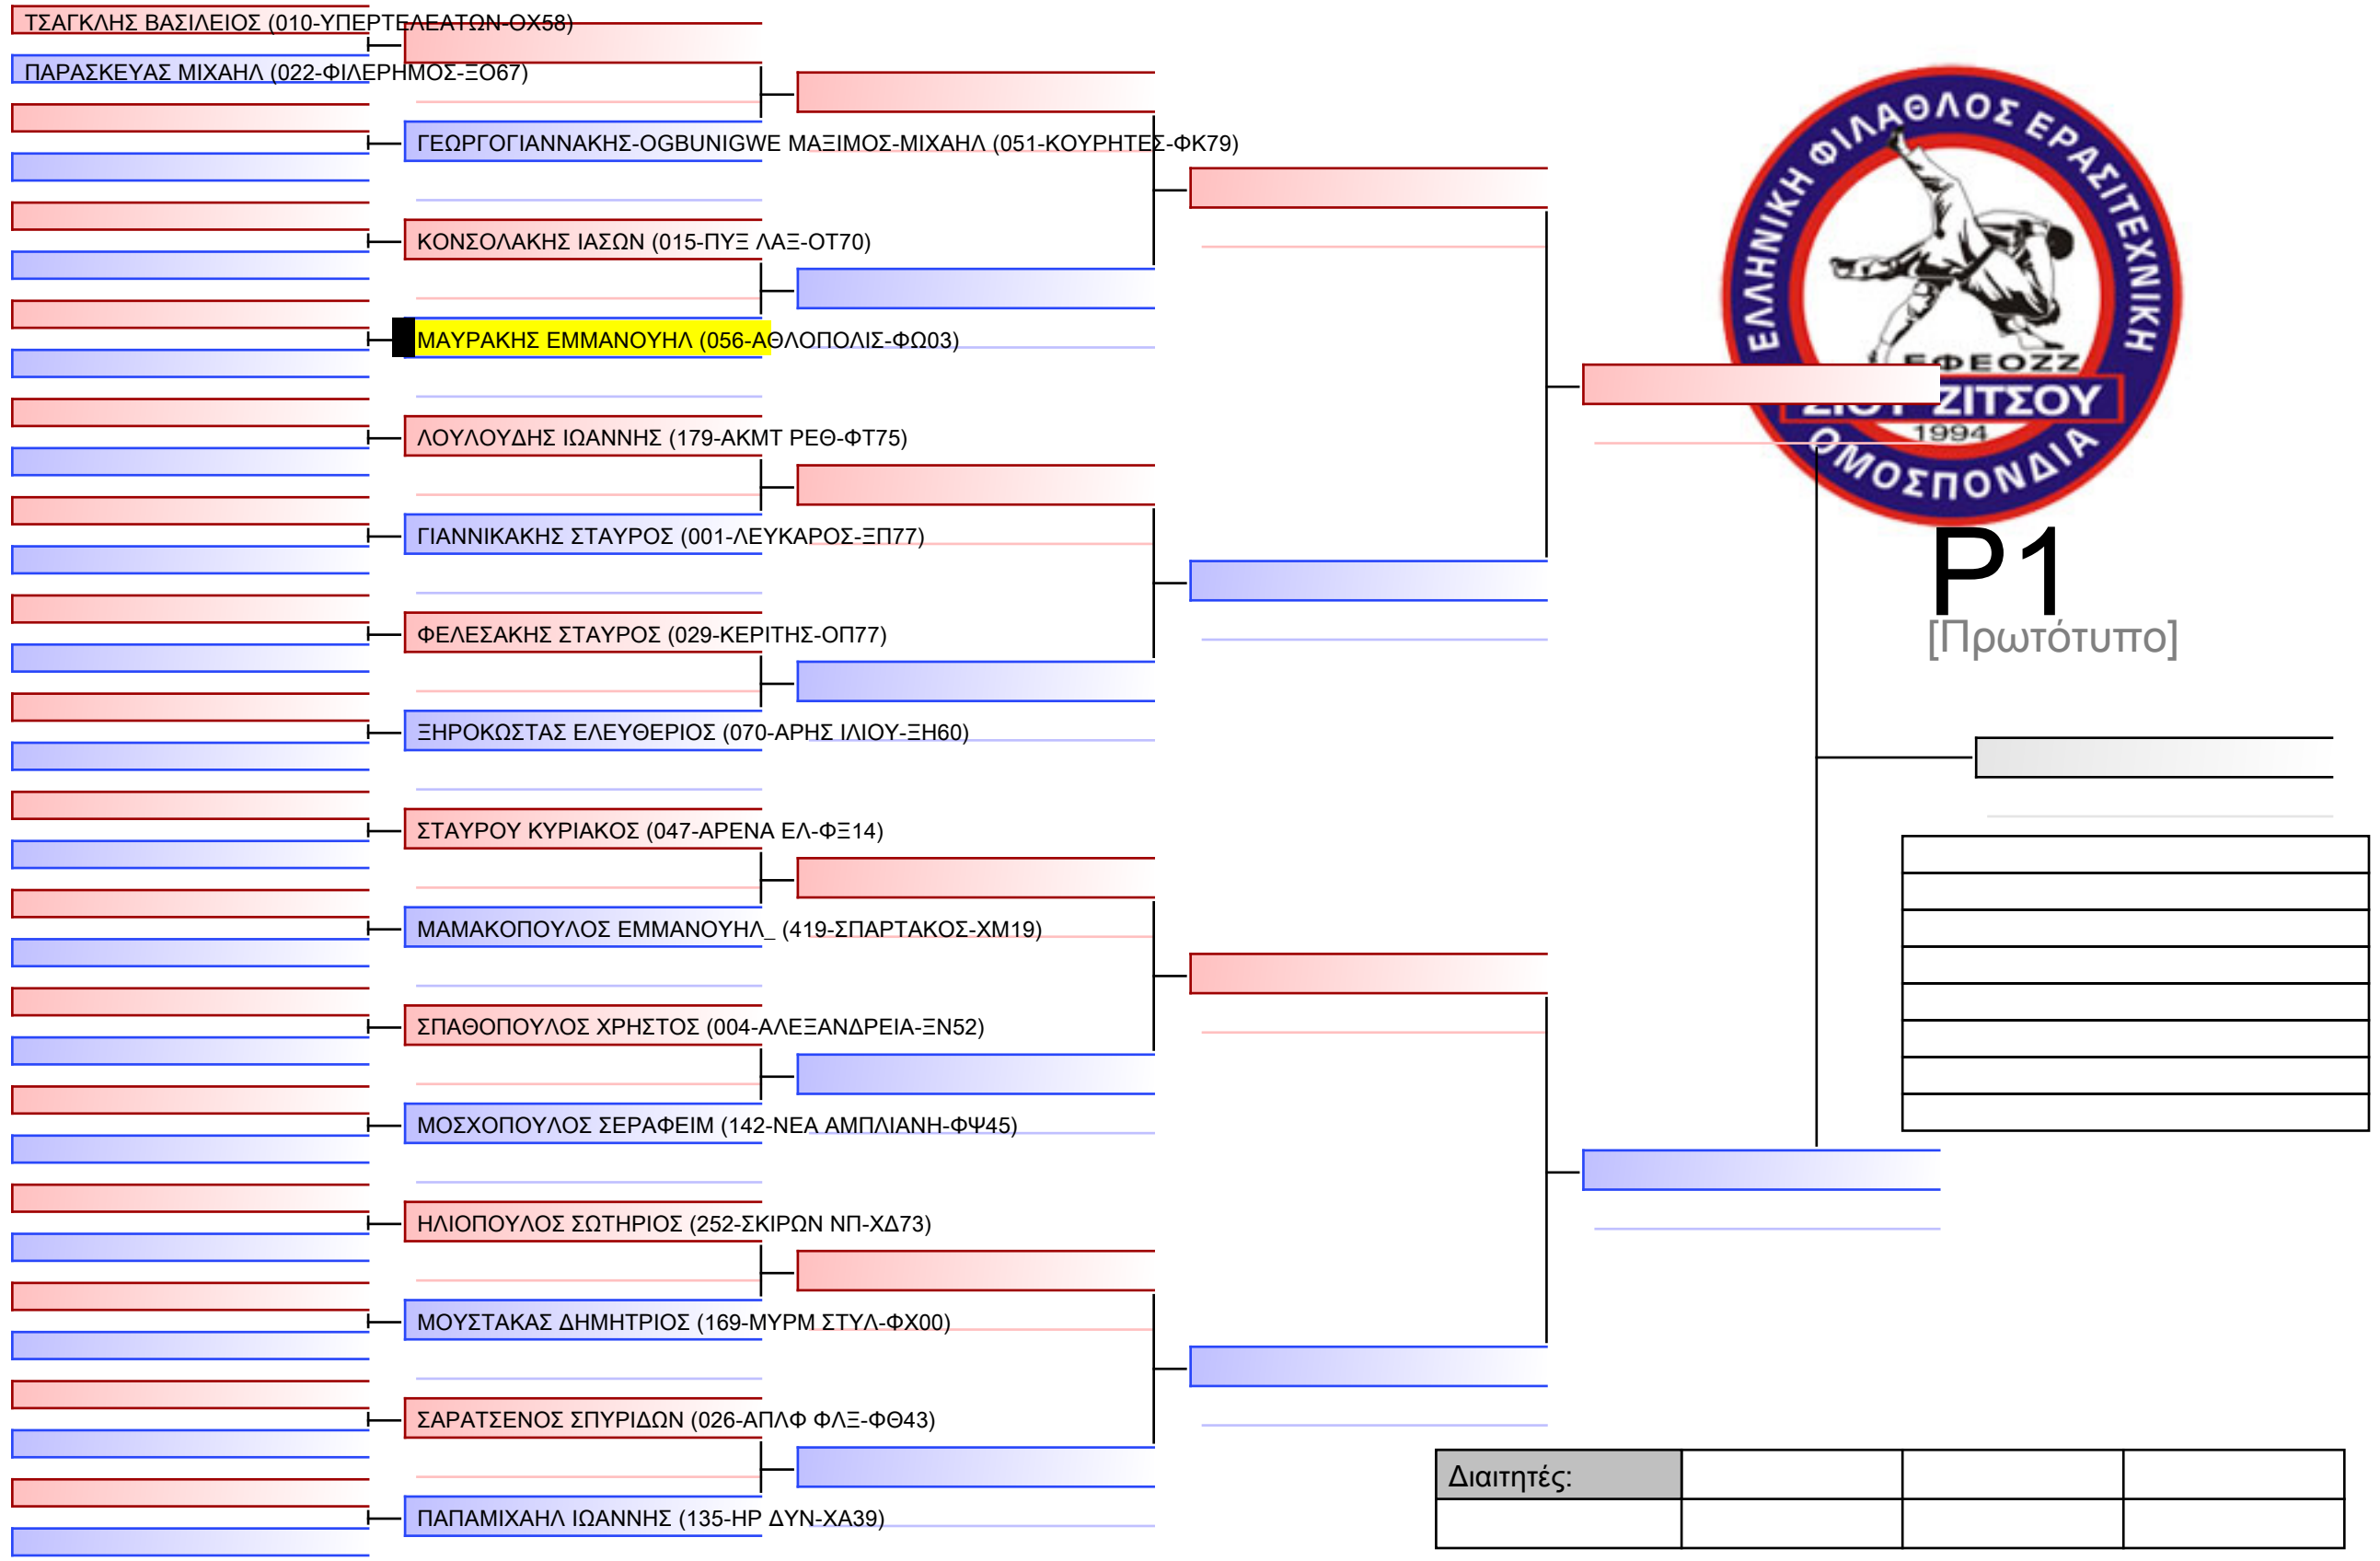 ΤΣΑΓΚΛΗΣ ΒΑΣΙΛΕΙΟΣ (010-ΥΠΕΡΤΕΛΕΑΤΩΝ-ΟΧ58)
ΠΑΡΑΣΚΕΥΑΣ ΜΙΧΑΗΛ (022-ΦΙΛΕΡΗΜΟΣ-ΞΟ67)
ΓΕΩΡΓΟΓΙΑΝΝΑΚΗΣ-OGBUNIGWE ΜΑΞΙΜΟΣ-ΜΙΧΑΗΛ (051-ΚΟΥΡΗΤΕΣ-ΦΚ79)
ΚΟΝΣΟΛΑΚΗΣ ΙΑΣΩΝ (015-ΠΥΞ ΛΑΞ-ΟΤ70)
ΜΑΥΡΑΚΗΣ ΕΜΜΑΝΟΥΗΛ (056-ΑΘΛΟΠΟΛΙΣ-ΦΩ03)
ΛΟΥΛΟΥΔΗΣ ΙΩΑΝΝΗΣ (179-ΑΚΜΤ ΡΕΘ-ΦΤ75)
ΓΙΑΝΝΙΚΑΚΗΣ ΣΤΑΥΡΟΣ (001-ΛΕΥΚΑΡΟΣ-ΞΠ77)
ΦΕΛΕΣΑΚΗΣ ΣΤΑΥΡΟΣ (029-ΚΕΡΙΤΗΣ-ΟΠ77)
ΞΗΡΟΚΩΣΤΑΣ ΕΛΕΥΘΕΡΙΟΣ (070-ΑΡΗΣ ΙΛΙΟΥ-ΞΗ60)
ΣΤΑΥΡΟΥ ΚΥΡΙΑΚΟΣ (047-ΑΡΕΝΑ ΕΛ-ΦΞ14)
ΜΑΜΑΚΟΠΟΥΛΟΣ ΕΜΜΑΝΟΥΗΛ_ (419-ΣΠΑΡΤΑΚΟΣ-ΧΜ19)
ΣΠΑΘΟΠΟΥΛΟΣ ΧΡΗΣΤΟΣ (004-ΑΛΕΞΑΝΔΡΕΙΑ-ΞΝ52)
ΜΟΣΧΟΠΟΥΛΟΣ ΣΕΡΑΦΕΙΜ (142-ΝΕΑ ΑΜΠΛΙΑΝΗ-ΦΨ45)
ΗΛΙΟΠΟΥΛΟΣ ΣΩΤΗΡΙΟΣ (252-ΣΚΙΡΩΝ ΝΠ-ΧΔ73)
ΜΟΥΣΤΑΚΑΣ ΔΗΜΗΤΡΙΟΣ (169-ΜΥΡΜ ΣΤΥΛ-ΦΧ00)
ΣΑΡΑΤΣΕΝΟΣ ΣΠΥΡΙΔΩΝ (026-ΑΠΛΦ ΦΛΞ-ΦΘ43)
ΠΑΠΑΜΙΧΑΗΛ ΙΩΑΝΝΗΣ (135-ΗΡ ΔΥΝ-ΧΑ39)
ΕΛΛΗΝΙΚΗ ΦΙΛΑΘΛΟΣ ΕΡΑΣΙΤΕΧΝΙΚΗ
ΕΦΕΟΖΖ
ΖΙΤΣΟΥ
1994
ΟΜΟΣΠΟΝΔΙΑ
P1
[Πρωτότυπο]
Διαιτητές: